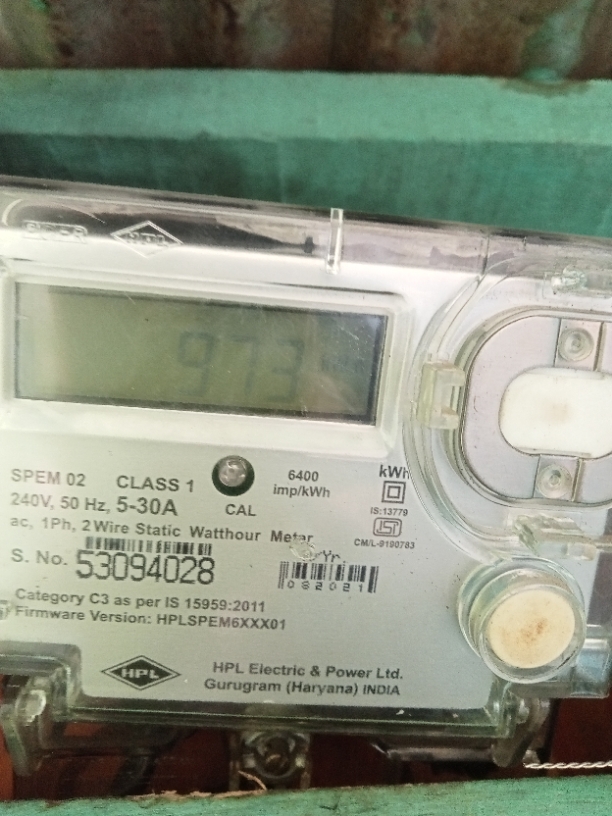 HPL
973
SPEM 02 CLASS 1 6400 kWh
imp/kWh
240V, 50 Hz, 5-30A CAL IS:13779
ac, 1Ph, 2 Wire Static Watthour Meter
CM/L-9190783
S. No. 53094028
082021
Category C3 as per IS 15959:2011
Firmware Version: HPLSPEM6XXX01
HPL HPL Electric & Power Ltd.
Gurugram (Haryana) INDIA